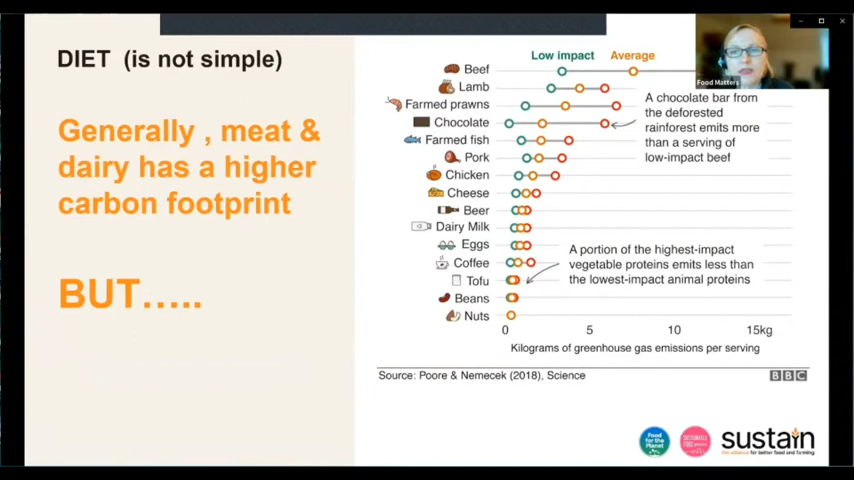 DIET (is not simple)
Generally , meat &
dairy has a higher
carbon footprint
BUT…..
Low impact Average
Beef
Lamb
Farmed prawns
Chocolate
Farmed fish
Pork
Chicken
Cheese
Beer
Dairy Milk
Eggs
Coffee
Tofu
Beans
Nuts
A chocolate bar from
the deforested
rainforest emits more
than a serving of
low-impact beef
A portion of the highest-impact
vegetable proteins emits less than
the lowest-impact animal proteins
0 5 10 15kg
Kilograms of greenhouse gas emissions per serving
Source: Poore & Nemecek (2018), Science
BBC
Food Matters
Food
for the
Planet
sustain
the alliance for better food and farming